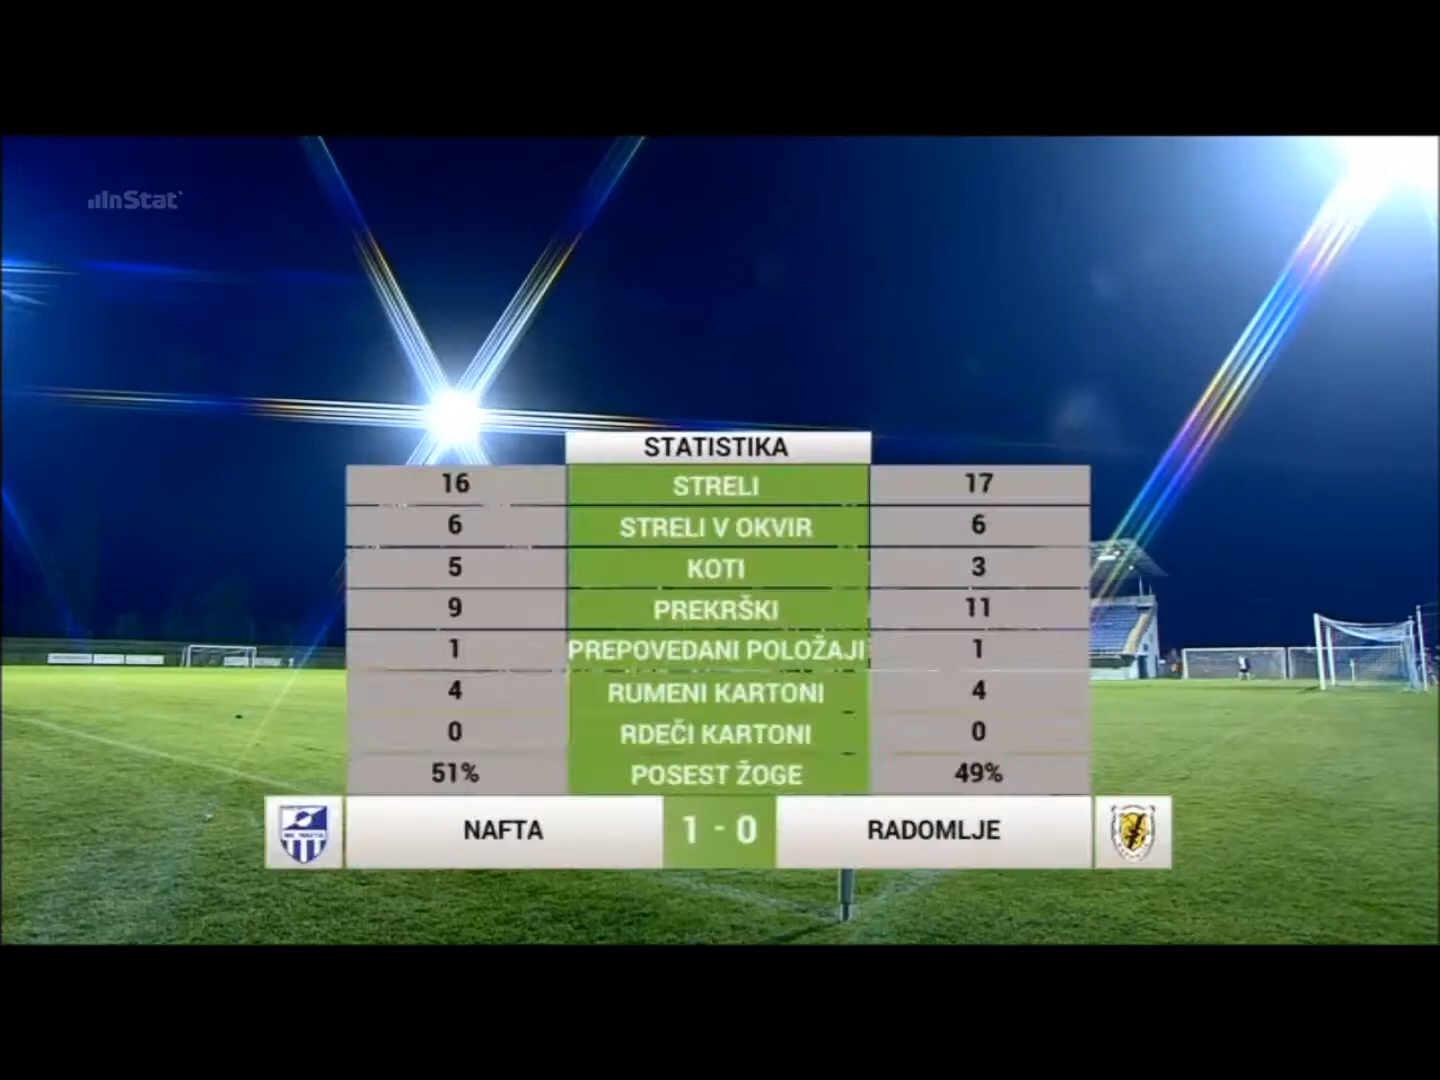 InStat
STATISTIKA
16 STRELI 17
6 STRELI V OKVIR 6
5 KOTI 3
9 PREKRŠKI 11
1 PREPOVEDANI POLOŽAJI 1
4 RUMENI KARTONI 4
0 RDEČI KARTONI 0
51% POSEST ŽOGE 49%
NAFTA 1 - 0 RADOMLJE